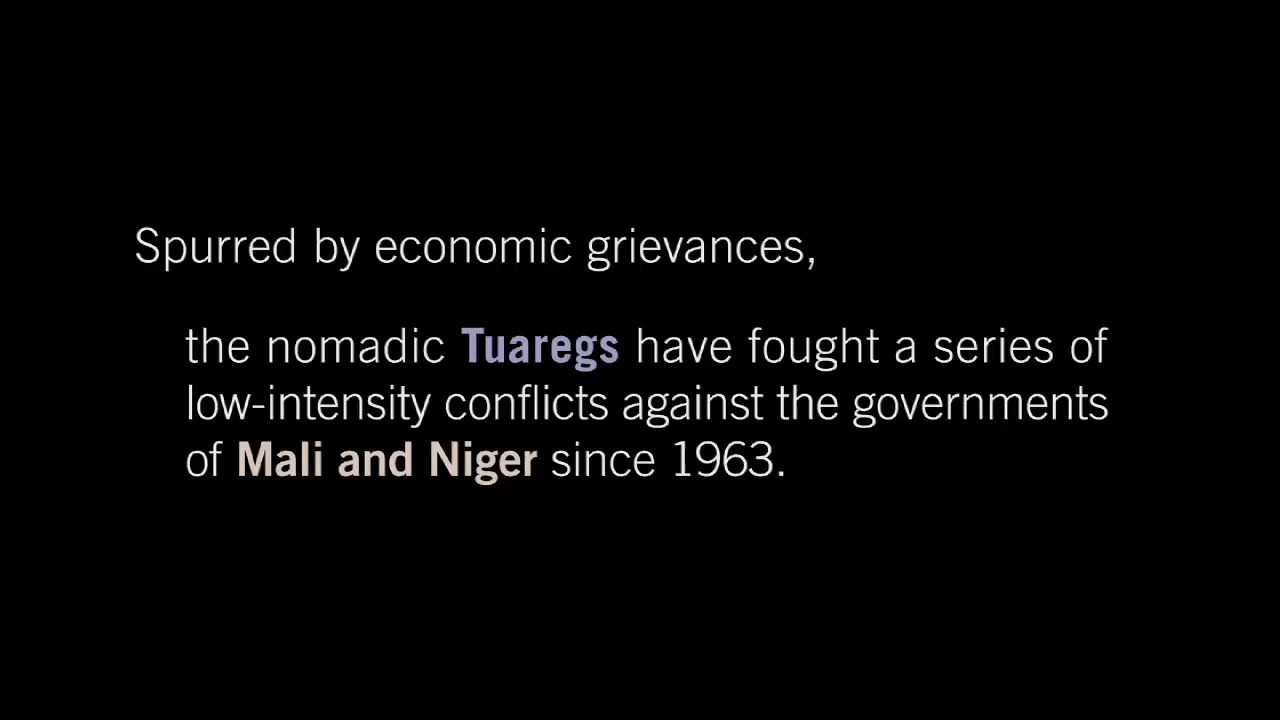 Spurred by economic grievances,
the nomadic Tuaregs have fought a series of
low-intensity conflicts against the governments
of Mali and Niger since 1963.